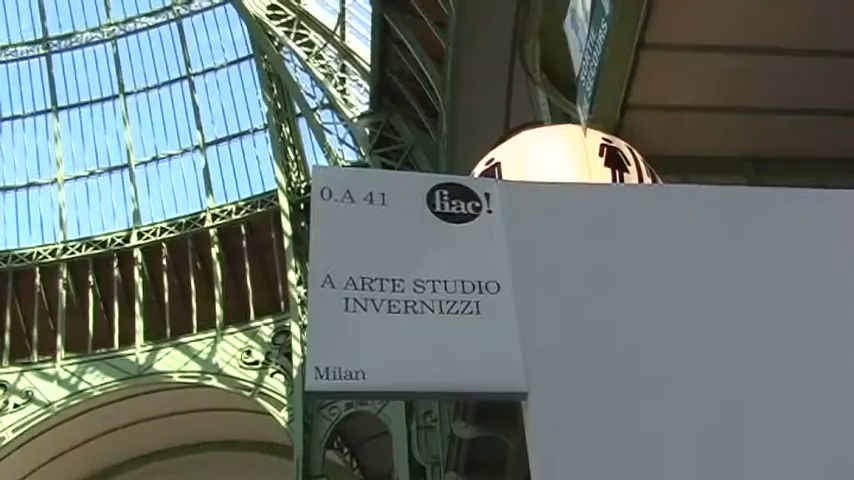 0.A 41
fiac!
A ARTE STUDIO
INVERNIZZI
Milan